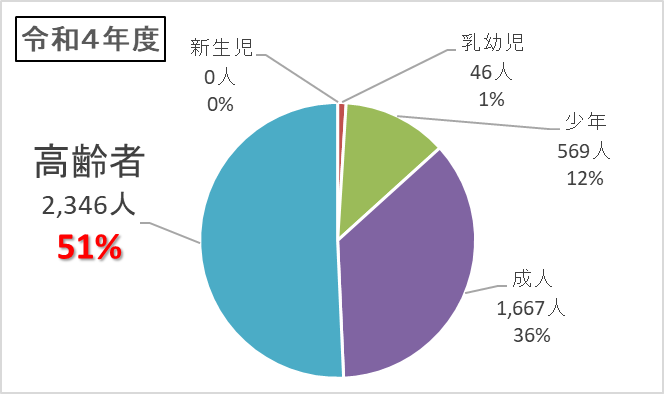 令和４年度
新生児
0人
0%
乳幼児
46人
1%
少年
569人
12%
成人
1,667人
36%
高齢者
2,346人
51%